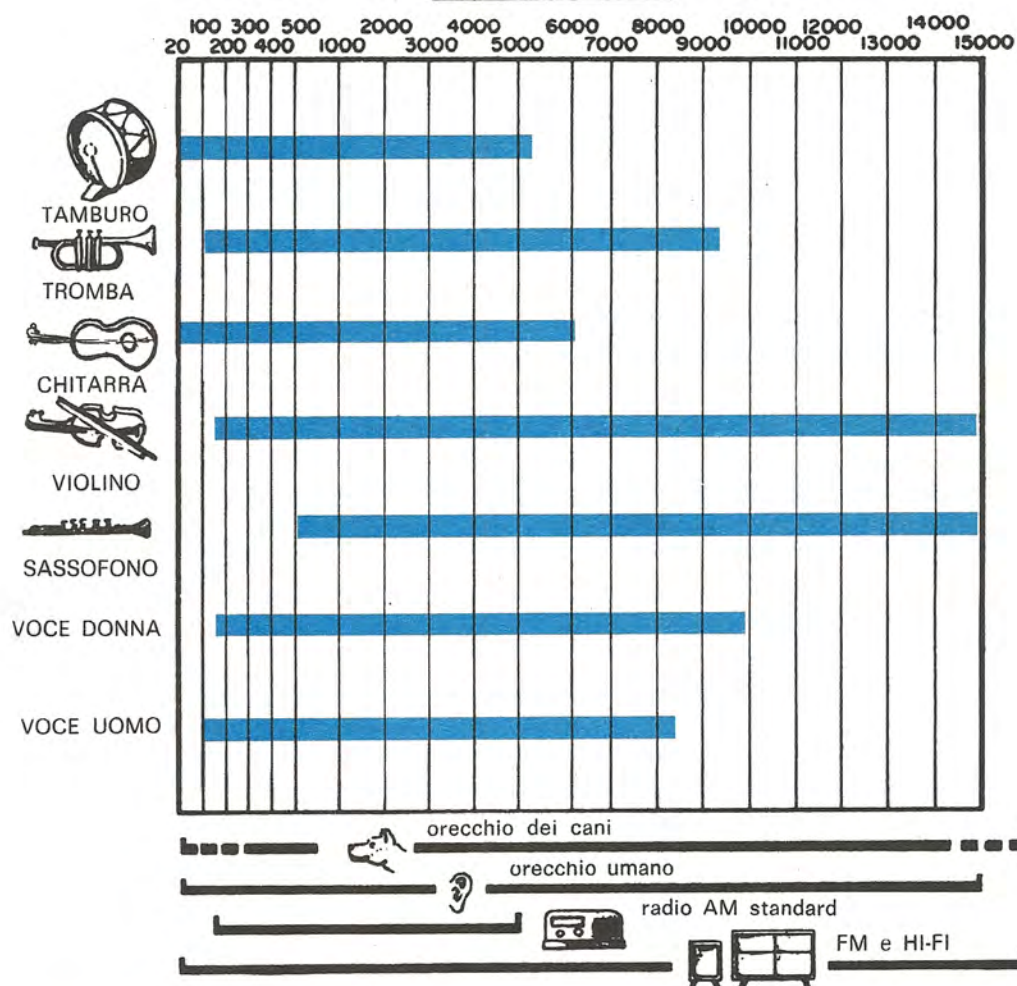 100 300 500 2000 4000 6000 8000 10000 12000 14000
20 200 400 1000 3000 5000 7000 9000 11000 13000 15000
TAMBURO
TROMBA
CHITARRA
VIOLINO
SASSOFONO
VOCE DONNA
VOCE UOMO
orecchio dei cani
orecchio umano
radio AM standard
FM e HI-FI